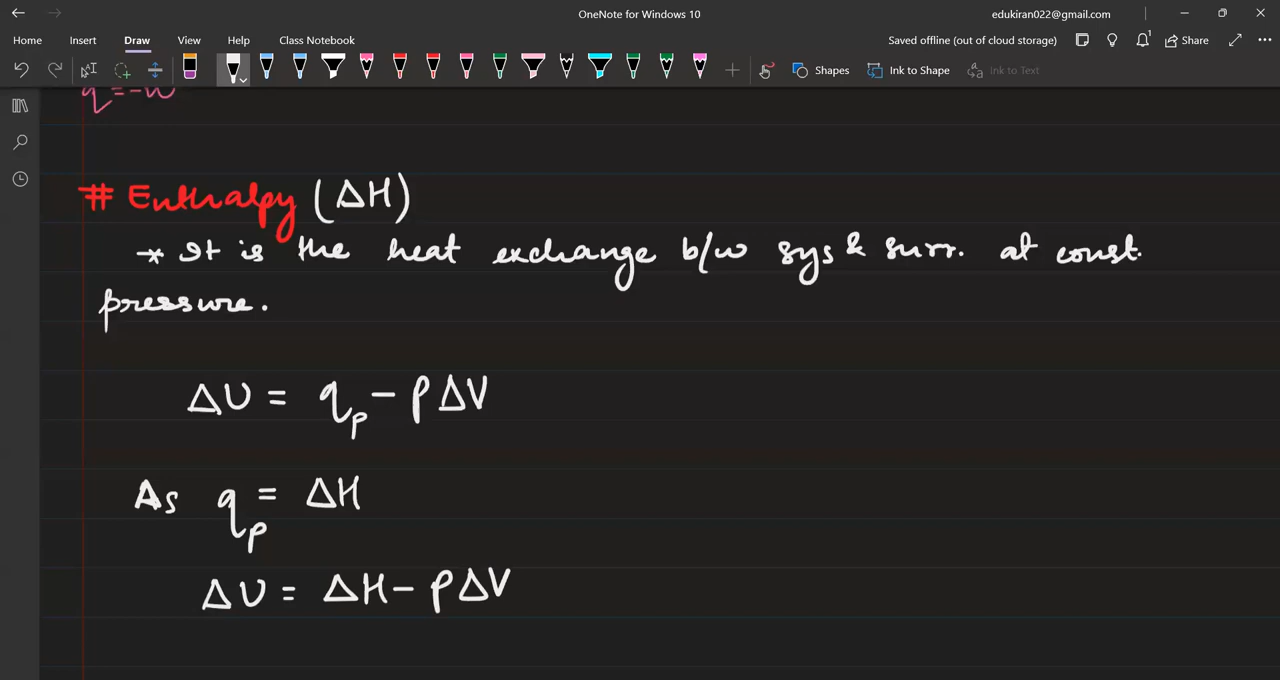 OneNote for Windows 10
edukiran022@gmail.com
Home Insert Draw View Help Class Notebook
Saved offline (out of cloud storage)
Share
Shapes
Ink to Shape
Ink to Text
q = -w
# Enthalpy (ΔH)
* It is the heat exchange b/w sys & surr. at const.
pressure.
ΔU = qₚ - PΔV
As qₚ = ΔH
ΔU = ΔH - PΔV